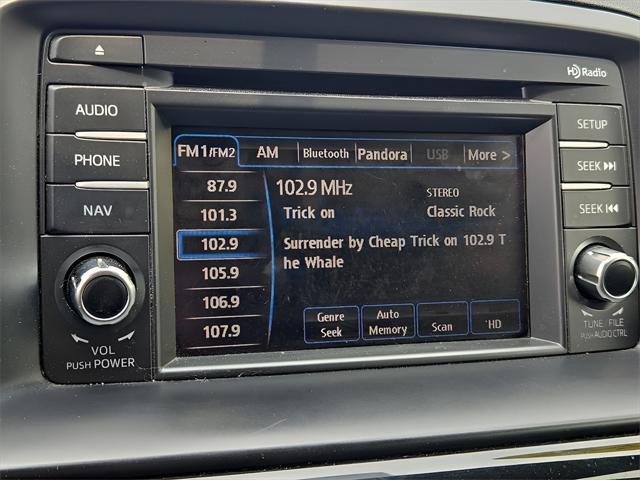 HD Radio
AUDIO
PHONE
NAV
VOL
PUSH POWER
FM1/FM2 AM Bluetooth Pandora USB More >
87.9
101.3
102.9
105.9
106.9
107.9
102.9 MHz STEREO
Trick on Classic Rock
Surrender by Cheap Trick on 102.9 T
he Whale
Genre
Seek
Auto
Memory
Scan
HD
SETUP
SEEK
SEEK
TUNE FILE
PUSH AUDIO CTRL